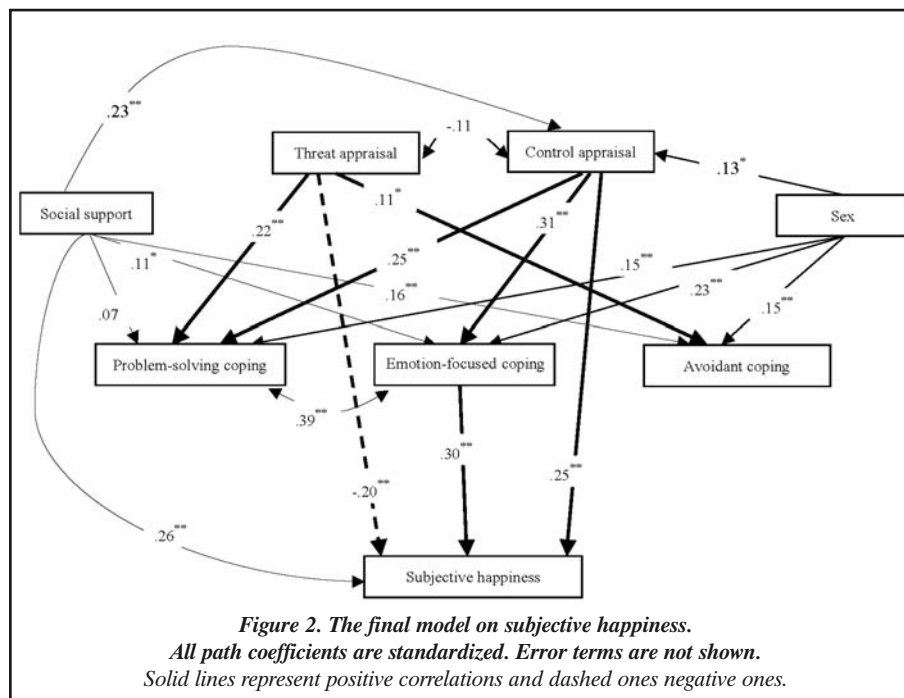 .23**
-.11
Threat appraisal
Control appraisal
.13*
Social support
Sex
.11*
.22**
.31**
.25**
.15**
.11*
.23**
.16**
.15**
.07
Problem-solving coping
Emotion-focused coping
Avoidant coping
.39**
.30**
.25**
-.20**
.26**
Subjective happiness
Figure 2. The final model on subjective happiness.
All path coefficients are standardized. Error terms are not shown.
Solid lines represent positive correlations and dashed ones negative ones.